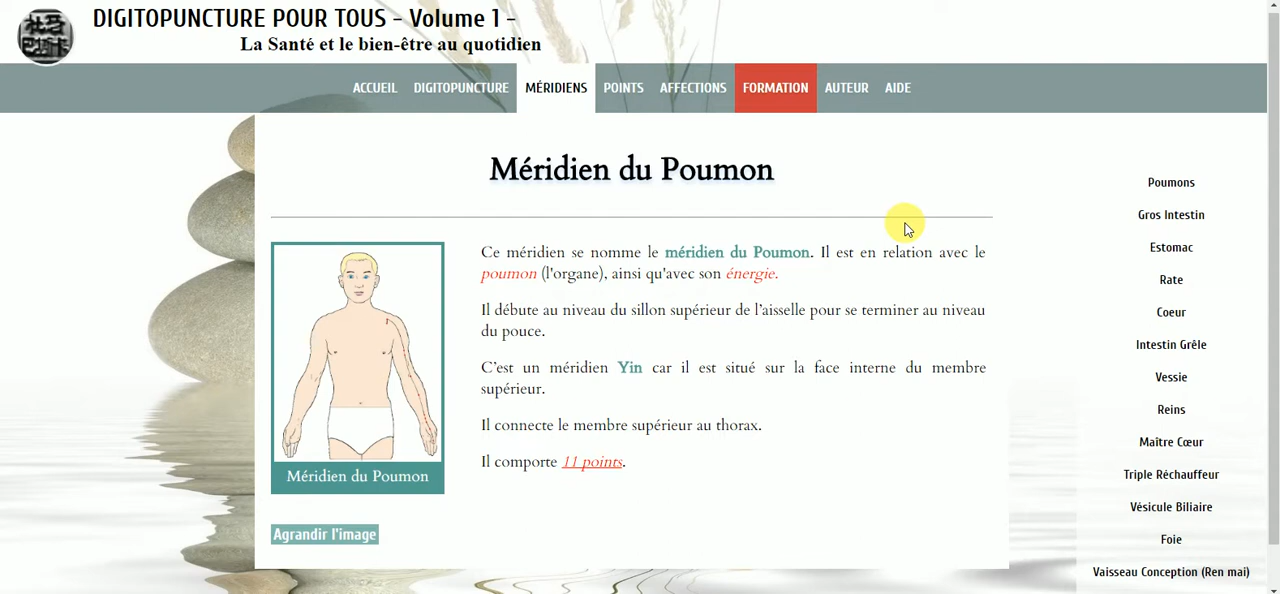 DIGITOPUNCTURE POUR TOUS - Volume 1 -
La Santé et le bien-être au quotidien
ACCUEIL DIGITOPUNCTURE MÉRIDIENS POINTS AFFECTIONS FORMATION AUTEUR AIDE
Méridien du Poumon
Ce méridien se nomme le méridien du Poumon. Il est en relation avec le
poumon (l'organe), ainsi qu'avec son énergie.
Il débute au niveau du sillon supérieur de l'aisselle pour se terminer au niveau
du pouce.
C'est un méridien Yin car il est situé sur la face interne du membre
supérieur.
Il connecte le membre supérieur au thorax.
Il comporte 11 points.
Méridien du Poumon
Agrandir l'image
Poumons
Gros Intestin
Estomac
Rate
Coeur
Intestin Grêle
Vessie
Reins
Maître Cœur
Triple Réchauffeur
Vésicule Biliaire
Foie
Vaisseau Conception (Ren mai)